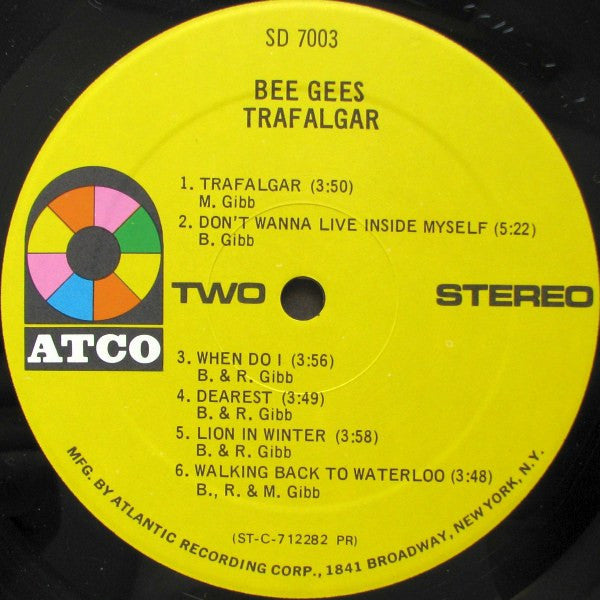 SD 7003
BEE GEES
TRAFALGAR
1. TRAFALGAR (3:50)
M. Gibb
2. DON'T WANNA LIVE INSIDE MYSELF (5:22)
B. Gibb
TWO
STEREO
ATCO
3. WHEN DO I (3:56)
B. & R. Gibb
4. DEAREST (3:49)
B. & R. Gibb
5. LION IN WINTER (3:58)
B. & R. Gibb
6. WALKING BACK TO WATERLOO (3:48)
B., R. & M. Gibb
(ST-C-712282 PR)
MFG. BY ATLANTIC RECORDING CORP., 1841 BROADWAY, NEW YORK, N.Y.